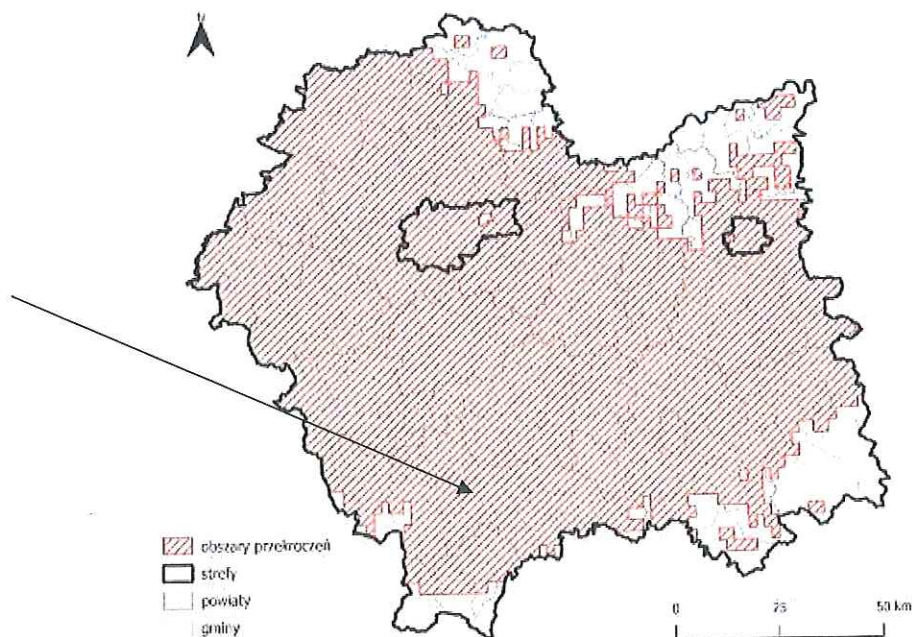 N
obszary przekroczeń
strefy
powiaty
gminy
0 25 50 km